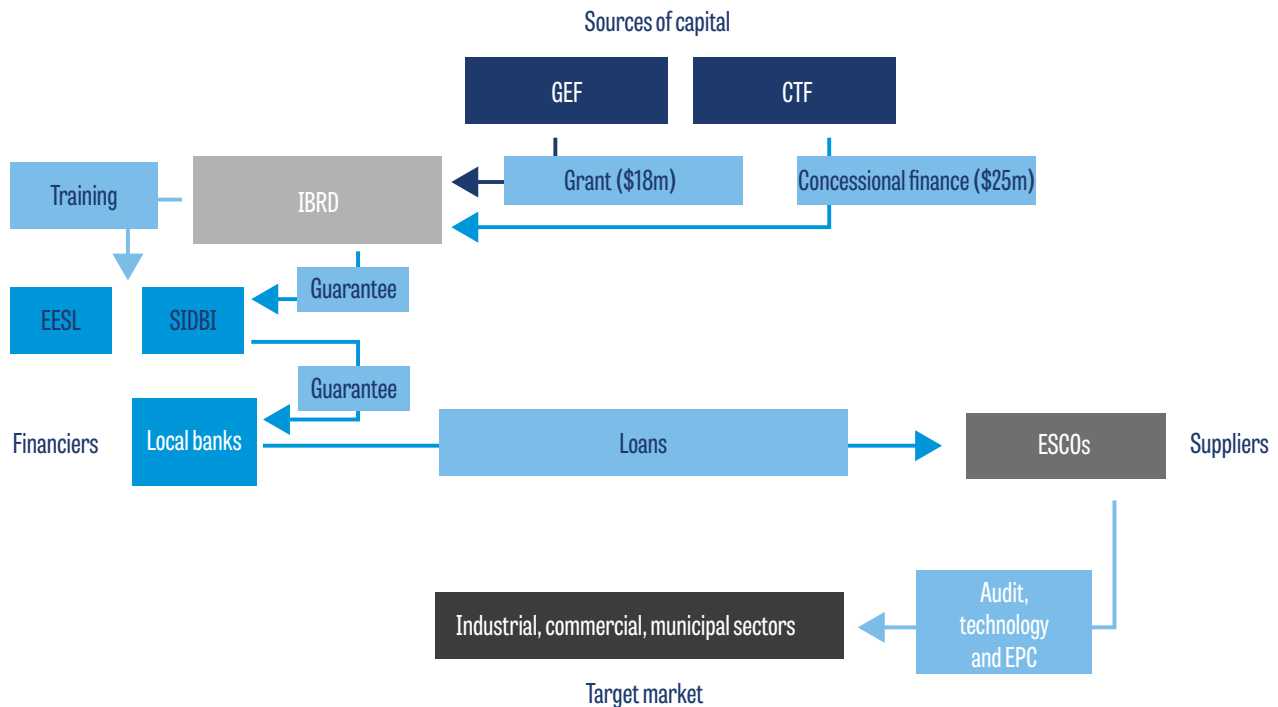 Sources of capital
GEF
CTF
Training
IBRD
Grant ($18m)
Concessional finance ($25m)
Guarantee
EESL
SIDBI
Guarantee
Financiers
Local banks
Loans
ESCOs
Suppliers
Industrial, commercial, municipal sectors
Audit,
technology
and EPC
Target market